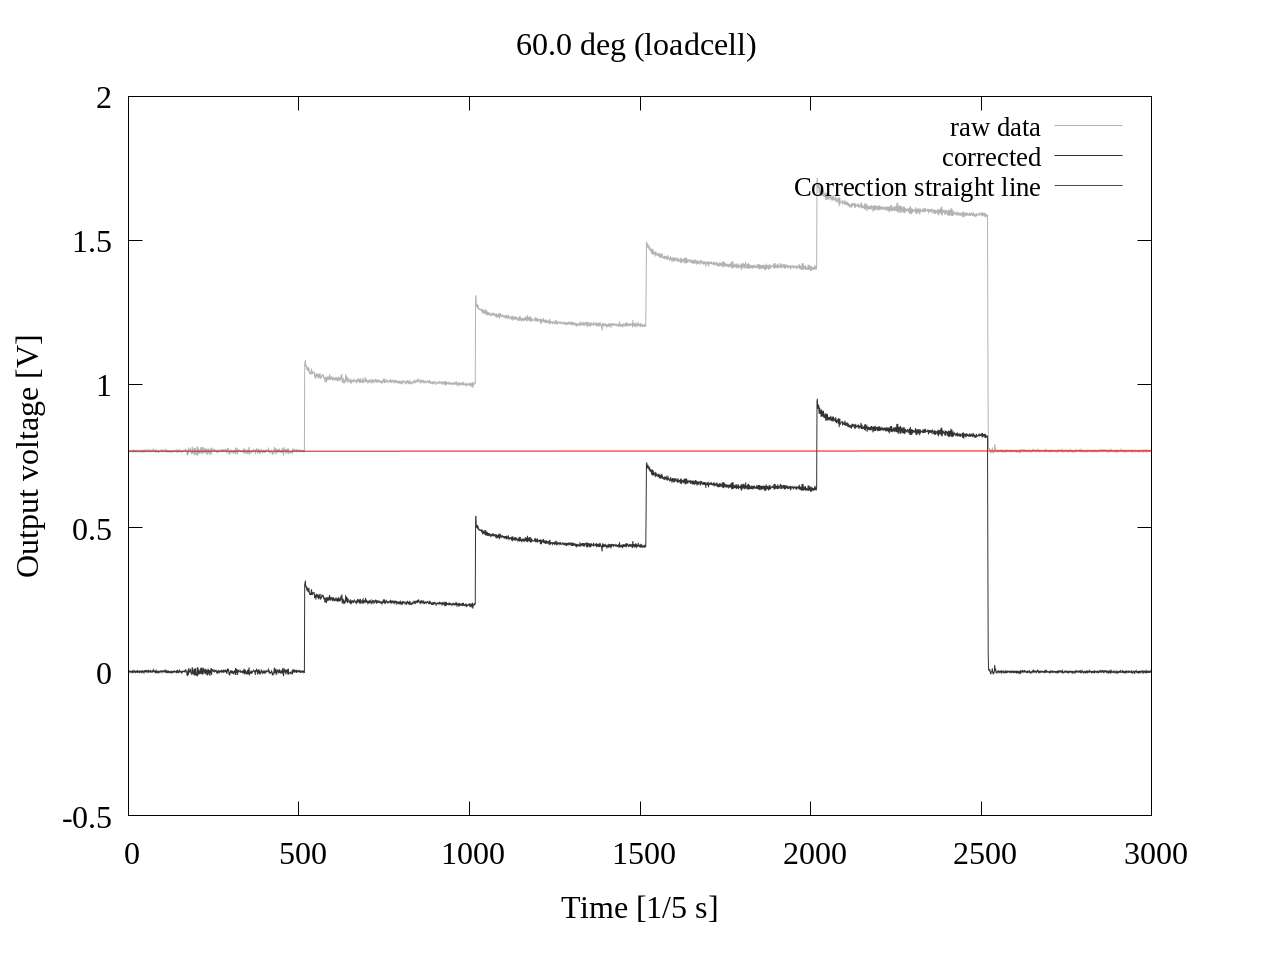 60.0 deg (loadcell)
2
1.5
1
0.5
0
-0.5
Output voltage [V]
raw data
corrected
Correction straight line
0 500 1000 1500 2000 2500 3000
Time [1/5 s]